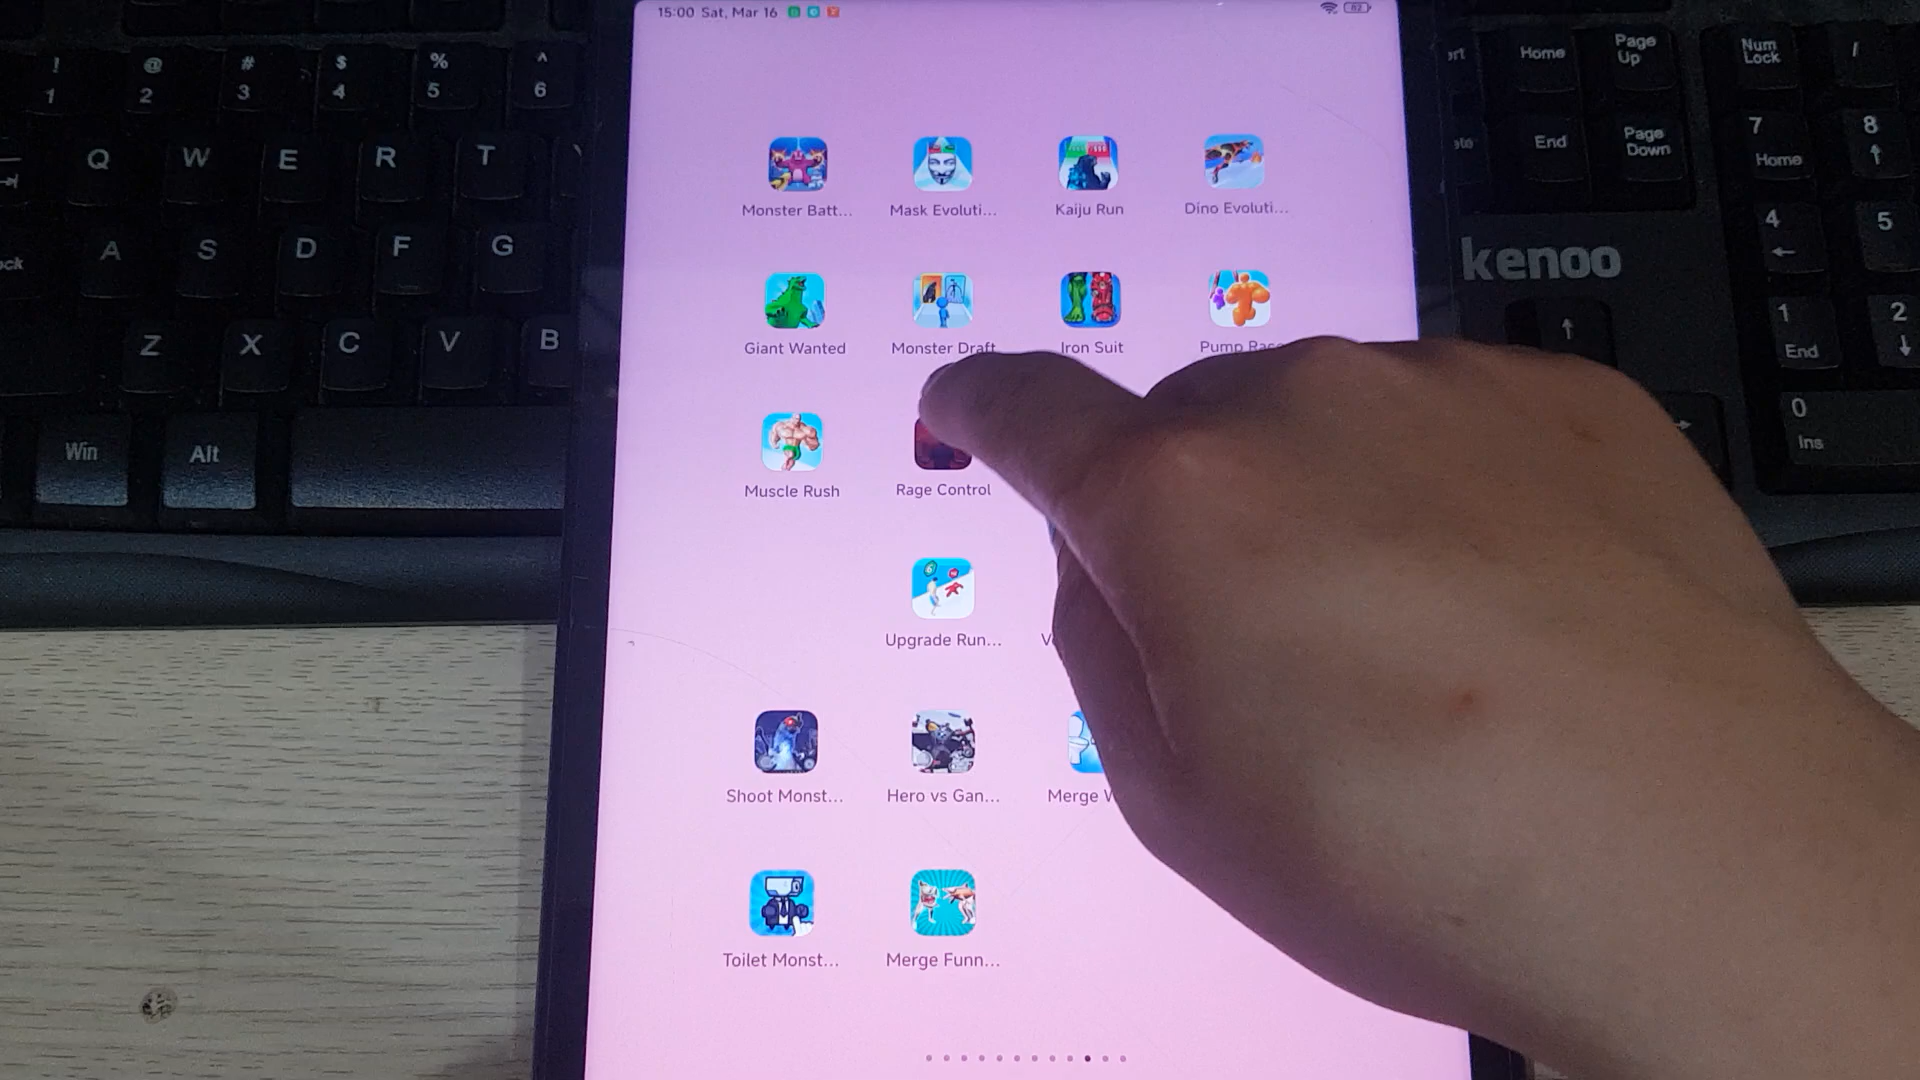 15:00 Sat, Mar 16
82
! @ # $ % ^
1 2 3 4 5 6
Q W E R T
A S D F G
Z X C V B
Win Alt
Monster Batt... Mask Evoluti... Kaiju Run Dino Evoluti...
Giant Wanted Monster Draft Iron Suit Pump
Muscle Rush Rage Control
Upgrade Run...
Shoot Monst... Hero vs Gan... Merge
Toilet Monst... Merge Funn...
Home Page Up Num Lock /
End Page Down 7 Home 8
kenoo
4 5
1 End 2
0 Ins